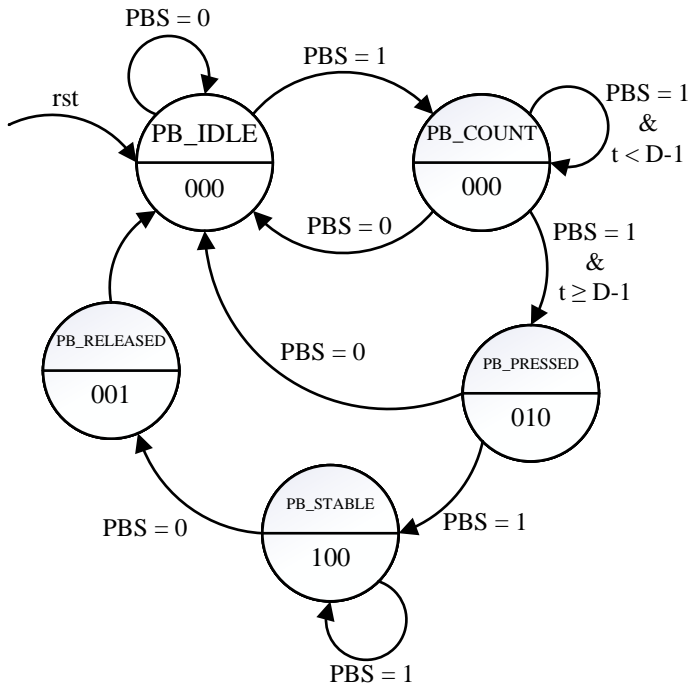 PBS = 0
PBS = 1
rst
PB_IDLE
000
PB_COUNT
000
PBS = 1
&
t < D-1
PBS = 0
PBS = 1
&
t ≥ D-1
PB_RELEASED
001
PBS = 0
PB_PRESSED
010
PB_STABLE
100
PBS = 0
PBS = 1
PBS = 1